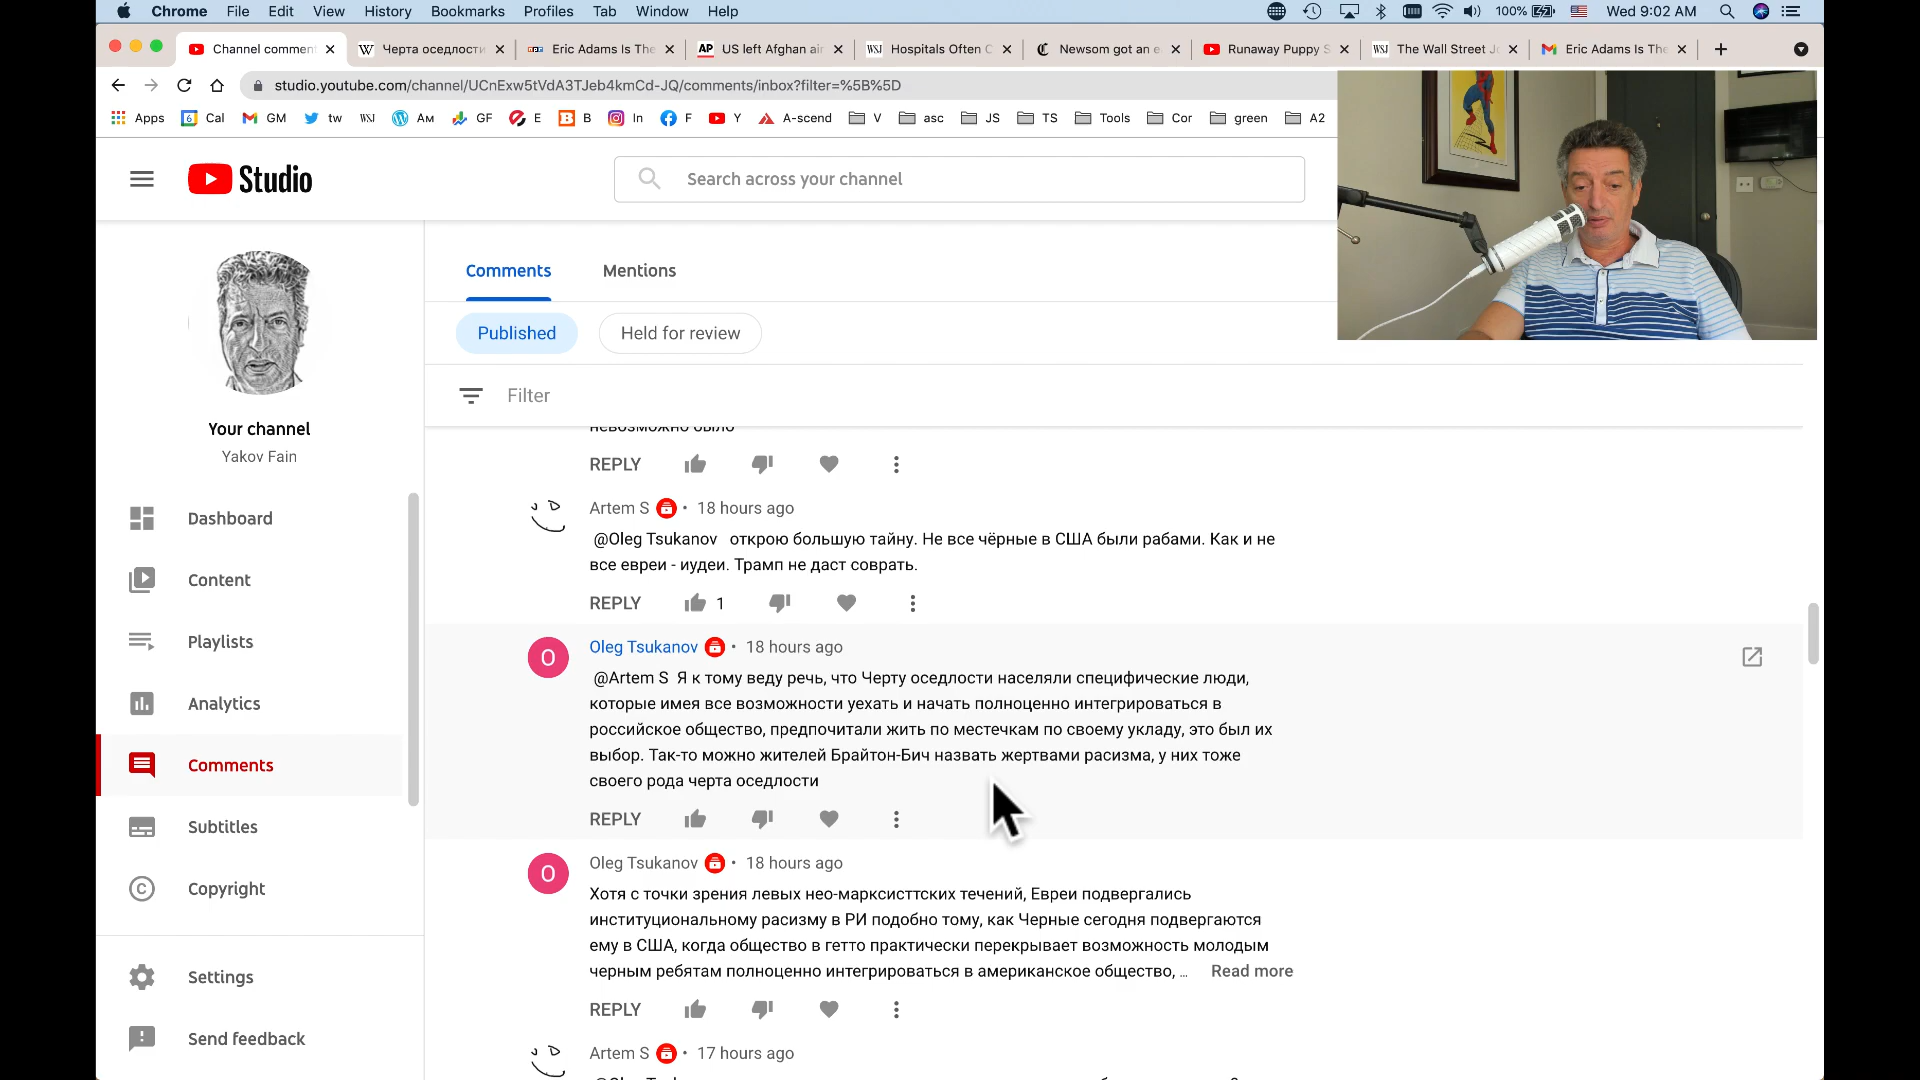 Chrome File Edit View History Bookmarks Profiles Tab Window Help 100% Wed 9:02 AM
Channel comment Черта оседлости Eric Adams Is The AP US left Afghan air WSJ Hospitals Often C Newsom got an e Runaway Puppy S WSJ The Wall Street Jo Eric Adams Is The
studio.youtube.com/channel/UCnExw5tVdA3TJeb4kmCd-JQ/comments/inbox?filter=%5B%5D
Apps 6 Cal GM tw WSJ Ам GF E B In F Y A-scend V asc JS TS Tools Cor green A2
Studio
Search across your channel
Comments Mentions
Published Held for review
Filter
Your channel
Yakov Fain
Dashboard
Content
Playlists
Analytics
Comments
Subtitles
Copyright
Settings
Send feedback
невозможно было
REPLY
Artem S • 18 hours ago
@Oleg Tsukanov открою большую тайну. Не все чёрные в США были рабами. Как и не
все евреи - иудеи. Трамп не даст соврать.
REPLY 1
O
Oleg Tsukanov • 18 hours ago
@Artem S Я к тому веду речь, что Черту оседлости населяли специфические люди,
которые имея все возможности уехать и начать полноценно интегрироваться в
российское общество, предпочитали жить по местечкам по своему укладу, это был их
выбор. Так-то можно жителей Брайтон-Бич назвать жертвами расизма, у них тоже
своего рода черта оседлости
REPLY
O
Oleg Tsukanov • 18 hours ago
Хотя с точки зрения левых нео-марксисттских течений, Евреи подвергались
институциональному расизму в РИ подобно тому, как Черные сегодня подвергаются
ему в США, когда общество в гетто практически перекрывает возможность молодым
черным ребятам полноценно интегрироваться в американское общество, ... Read more
REPLY
Artem S • 17 hours ago